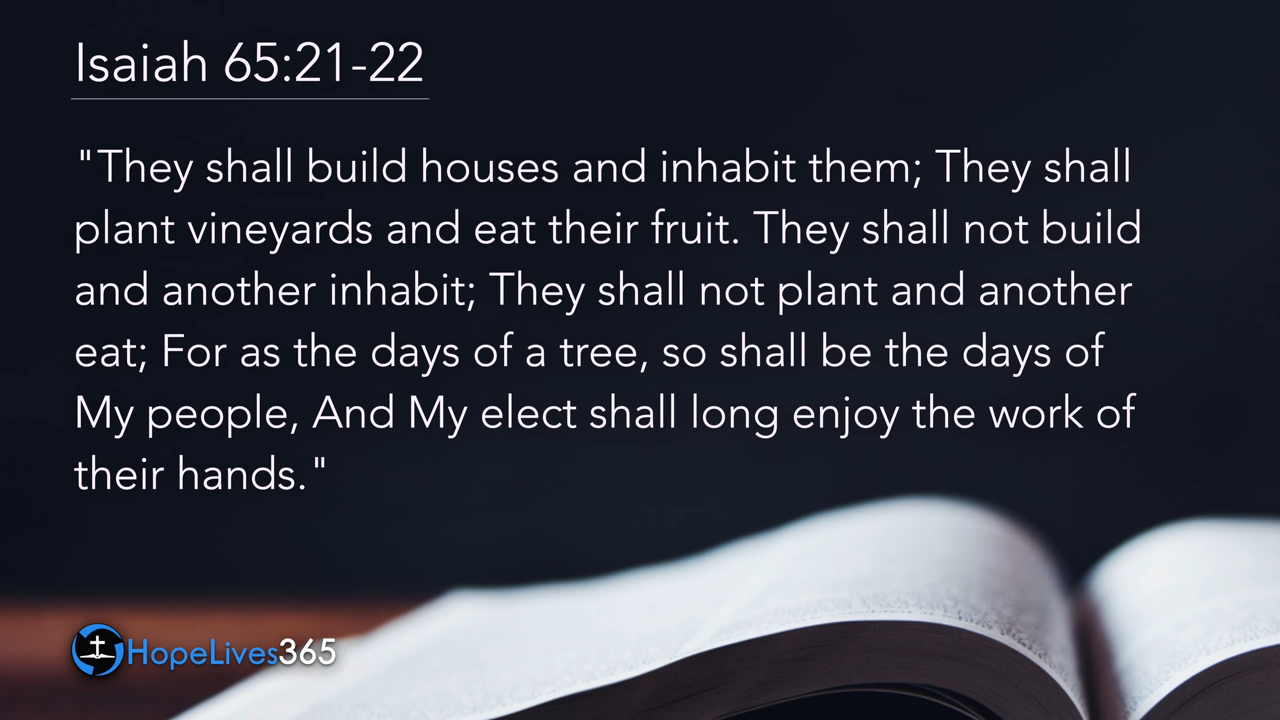 Isaiah 65:21-22
"They shall build houses and inhabit them; They shall
plant vineyards and eat their fruit. They shall not build
and another inhabit; They shall not plant and another
eat; For as the days of a tree, so shall be the days of
My people, And My elect shall long enjoy the work of
their hands."
HopeLives365